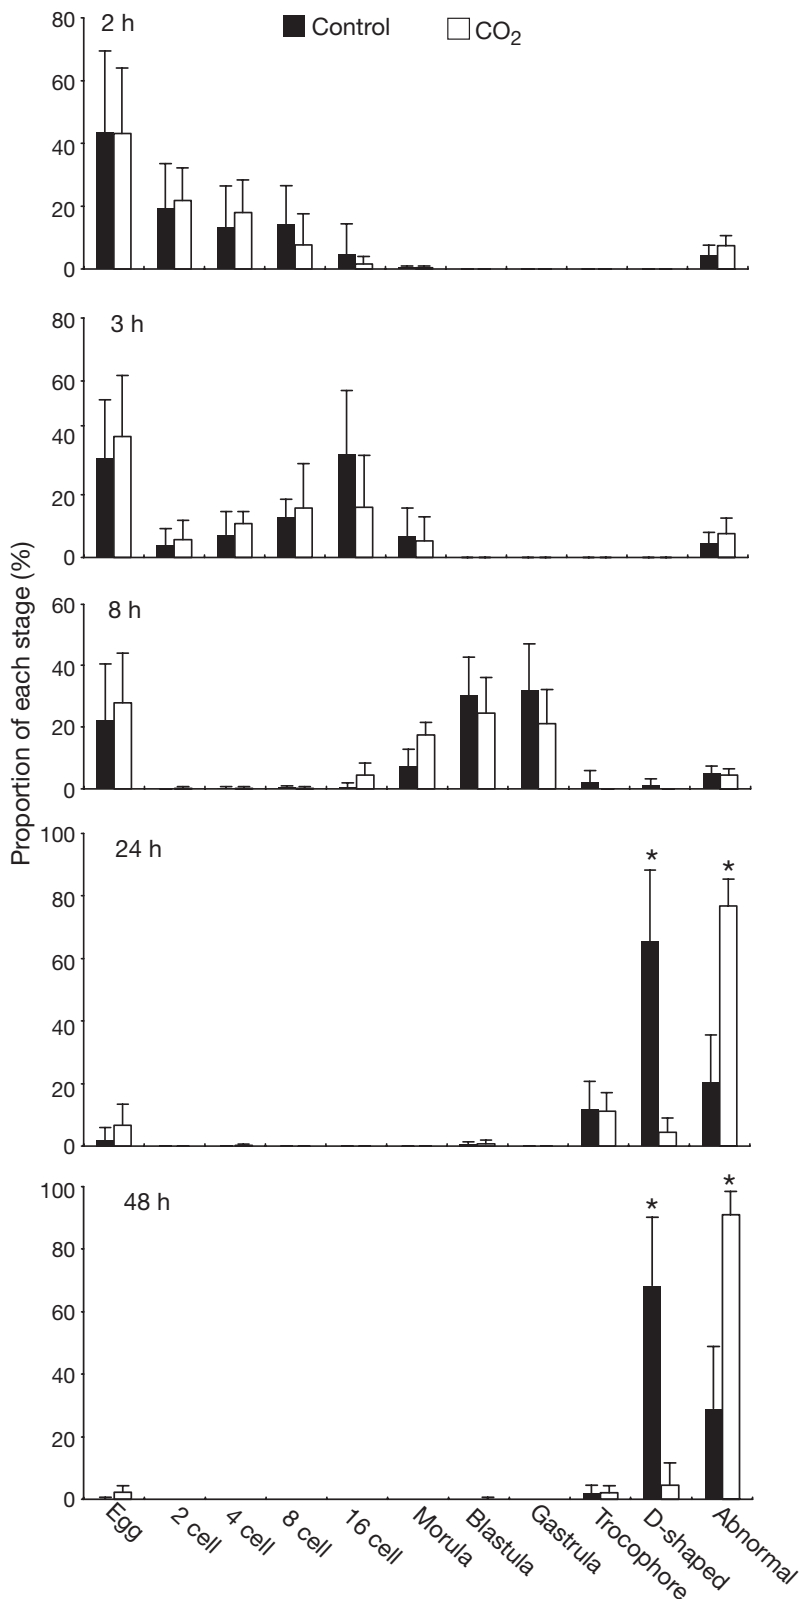 2 h
Control
CO2
80
60
40
20
0
3 h
80
60
40
20
0
Proportion of each stage (%)
8 h
60
40
20
0
24 h
100
80
60
40
20
0
*
*
48 h
100
80
60
40
20
0
*
*
Egg
2 cell
4 cell
8 cell
16 cell
Morula
Blastula
Gastrula
Trocophore
D-shaped
Abnormal